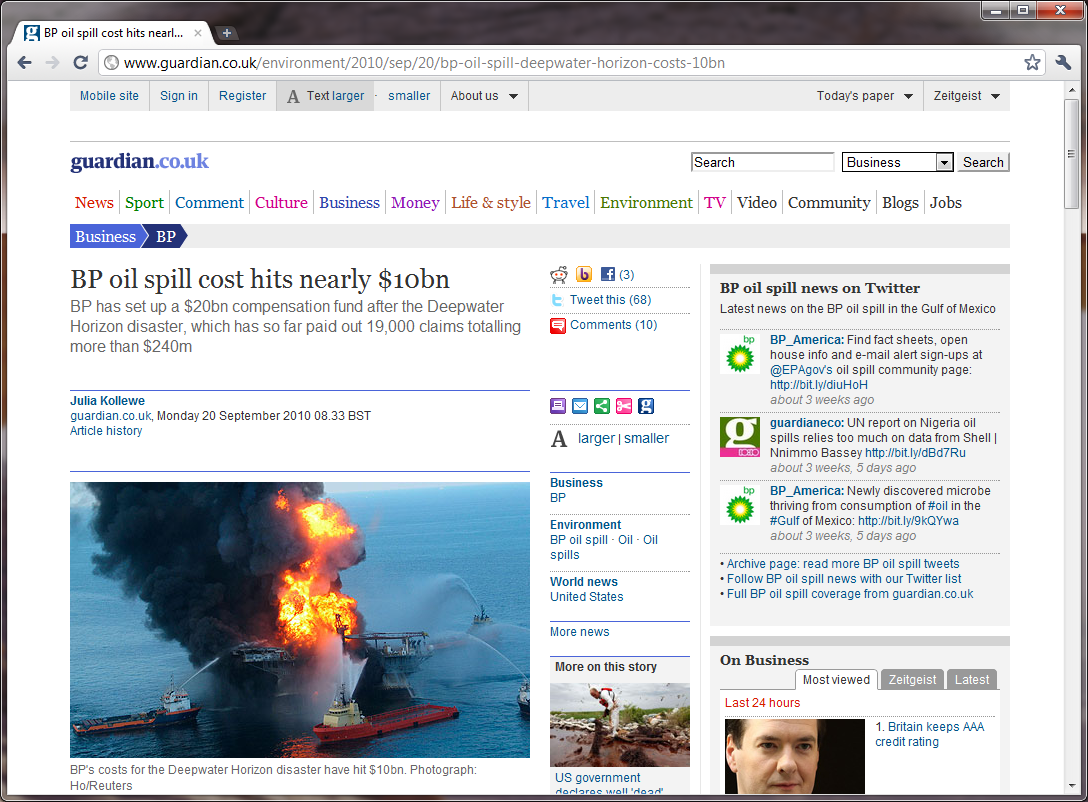 BP oil spill cost hits nearl...
www.guardian.co.uk/environment/2010/sep/20/bp-oil-spill-deepwater-horizon-costs-10bn
Mobile site Sign in Register A Text larger · smaller About us Today's paper Zeitgeist
guardian.co.uk
Search Business Search
News Sport Comment Culture Business Money Life & style Travel Environment TV Video Community Blogs Jobs
Business BP
BP oil spill cost hits nearly $10bn
BP has set up a $20bn compensation fund after the Deepwater
Horizon disaster, which has so far paid out 19,000 claims totalling
more than $240m
Julia Kollewe
guardian.co.uk, Monday 20 September 2010 08.33 BST
Article history
BP's costs for the Deepwater Horizon disaster have hit $10bn. Photograph:
Ho/Reuters
(3)
Tweet this (68)
Comments (10)
A larger | smaller
Business
BP
Environment
BP oil spill · Oil · Oil
spills
World news
United States
More news
More on this story
US government
declares well 'dead'
BP oil spill news on Twitter
Latest news on the BP oil spill in the Gulf of Mexico
bp
BP_America: Find fact sheets, open
house info and e-mail alert sign-ups at
@EPAgov's oil spill community page:
http://bit.ly/diuHoH
about 3 weeks ago
g
guardianeco: UN report on Nigeria oil
spills relies too much on data from Shell |
Nnimmo Bassey http://bit.ly/dBd7Ru
about 3 weeks, 5 days ago
bp
BP_America: Newly discovered microbe
thriving from consumption of #oil in the
#Gulf of Mexico: http://bit.ly/9kQYwa
about 3 weeks, 5 days ago
• Archive page: read more BP oil spill tweets
• Follow BP oil spill news with our Twitter list
• Full BP oil spill coverage from guardian.co.uk
On Business
Most viewed Zeitgeist Latest
Last 24 hours
1. Britain keeps AAA
credit rating